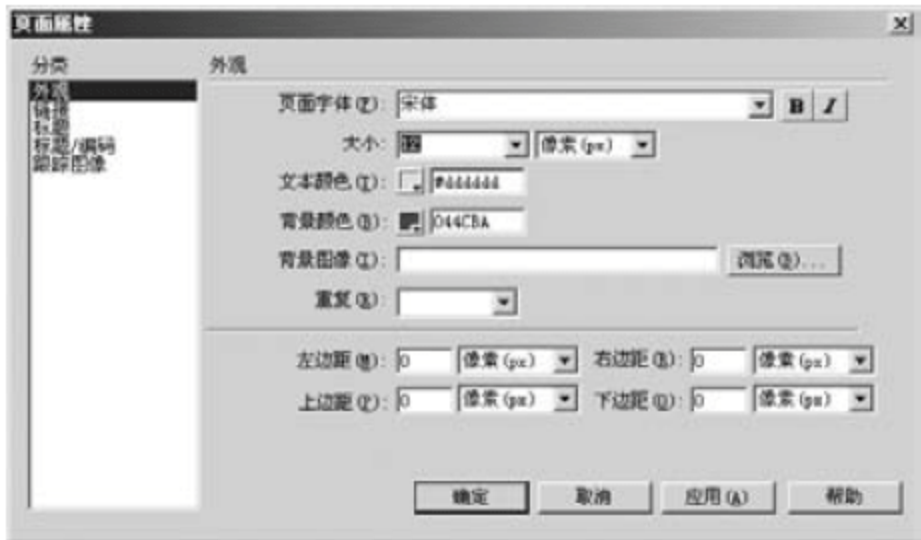 页面属性
分类
外观
链接
标题
标题/编码
跟踪图像
外观
页面字体(F): 宋体 B I
大小: 12 像素(px)
文本颜色(T): #dddddd
背景颜色(B): 044CBA
背景图像(I): 浏览(B)...
重复(R):
左边距(M): 0 像素(px) 右边距(R): 0 像素(px)
上边距(P): 0 像素(px) 下边距(O): 0 像素(px)
确定 取消 应用(A) 帮助